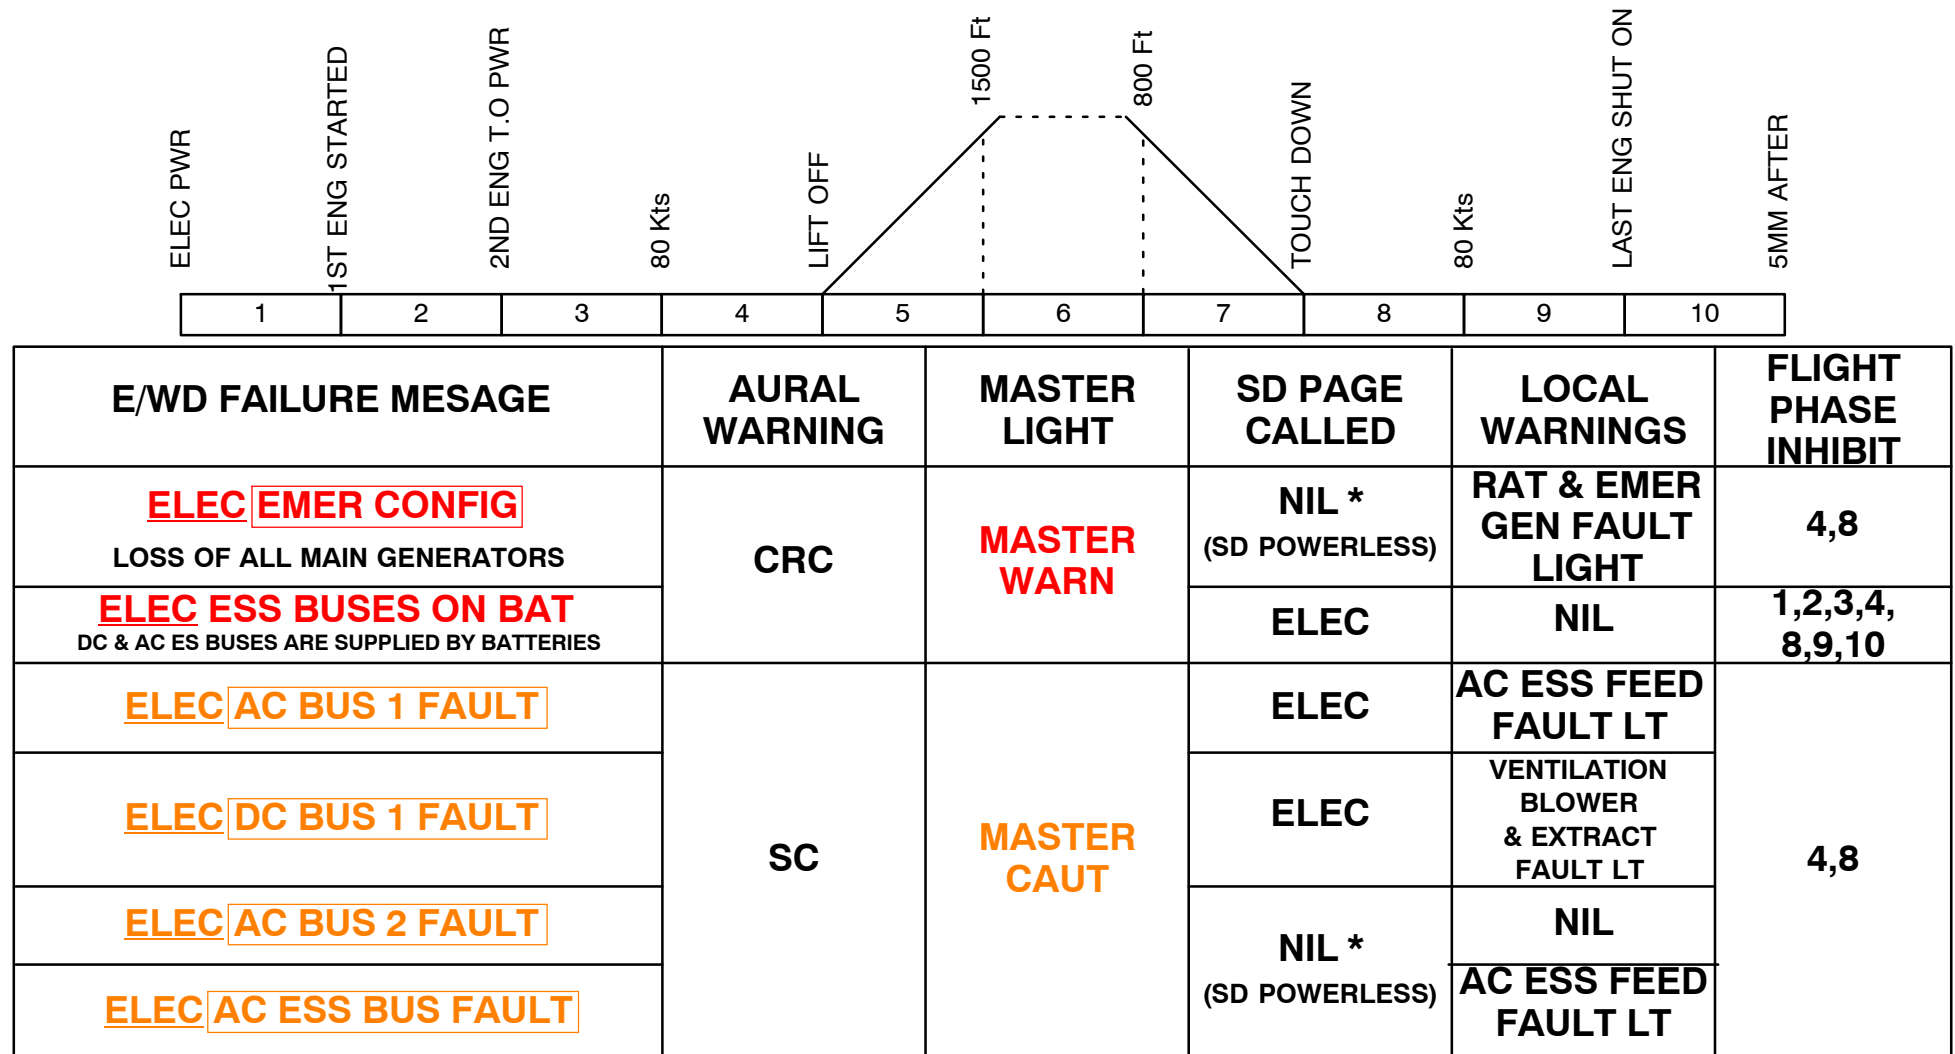 ELEC PWR
1ST ENG STARTED
2ND ENG T.O PWR
80 Kts
LIFT OFF
1500 Ft
800 Ft
TOUCH DOWN
80 Kts
LAST ENG SHUT ON
5MM AFTER
1 2 3 4 5 6 7 8 9 10
E/WD FAILURE MESAGE
AURAL
WARNING
MASTER
LIGHT
SD PAGE
CALLED
LOCAL
WARNINGS
FLIGHT
PHASE
INHIBIT
ELEC EMER CONFIG
LOSS OF ALL MAIN GENERATORS
CRC
MASTER
WARN
NIL *
(SD POWERLESS)
RAT & EMER
GEN FAULT
LIGHT
4,8
ELEC ESS BUSES ON BAT
DC & AC ES BUSES ARE SUPPLIED BY BATTERIES
ELEC
NIL
1,2,3,4,
8,9,10
ELEC AC BUS 1 FAULT
SC
MASTER
CAUT
ELEC
AC ESS FEED
FAULT LT
4,8
ELEC DC BUS 1 FAULT
ELEC
VENTILATION
BLOWER
& EXTRACT
FAULT LT
ELEC AC BUS 2 FAULT
NIL *
(SD POWERLESS)
NIL
ELEC AC ESS BUS FAULT
AC ESS FEED
FAULT LT